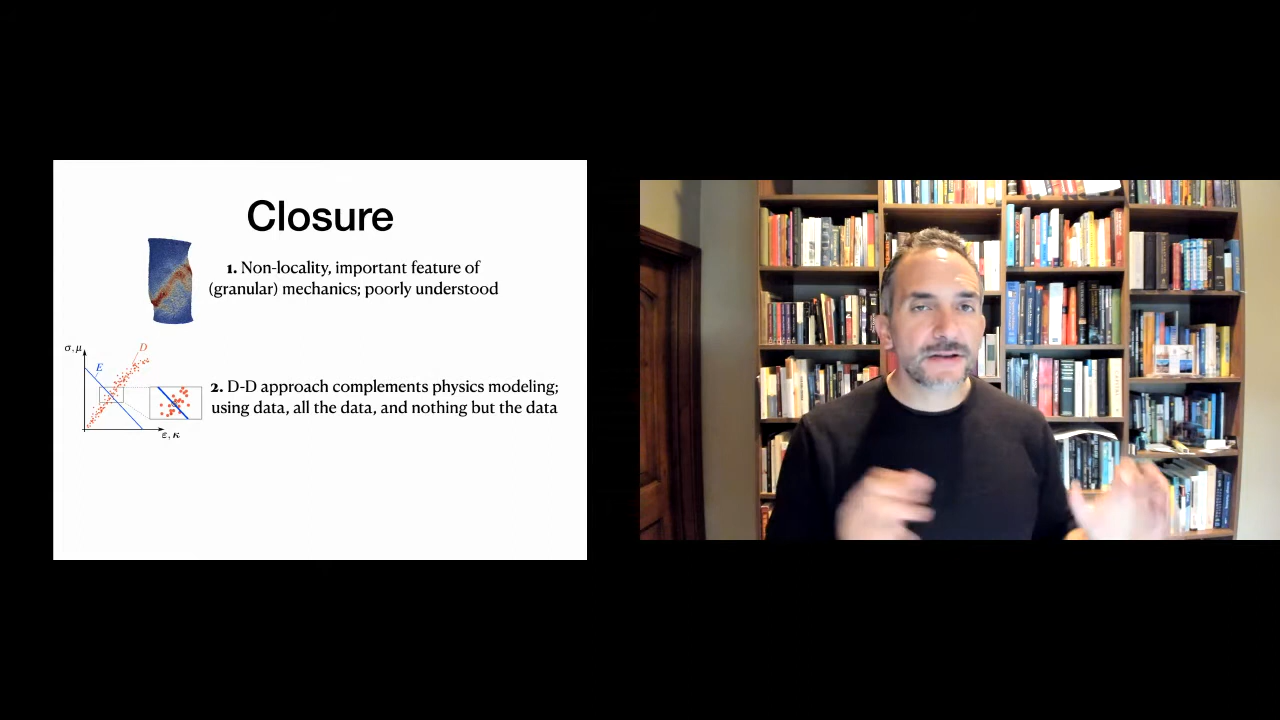 Closure
1. Non-locality, important feature of
(granular) mechanics; poorly understood
σ, μ
D
E
2. D-D approach complements physics modeling;
using data, all the data, and nothing but the data
ε, κ